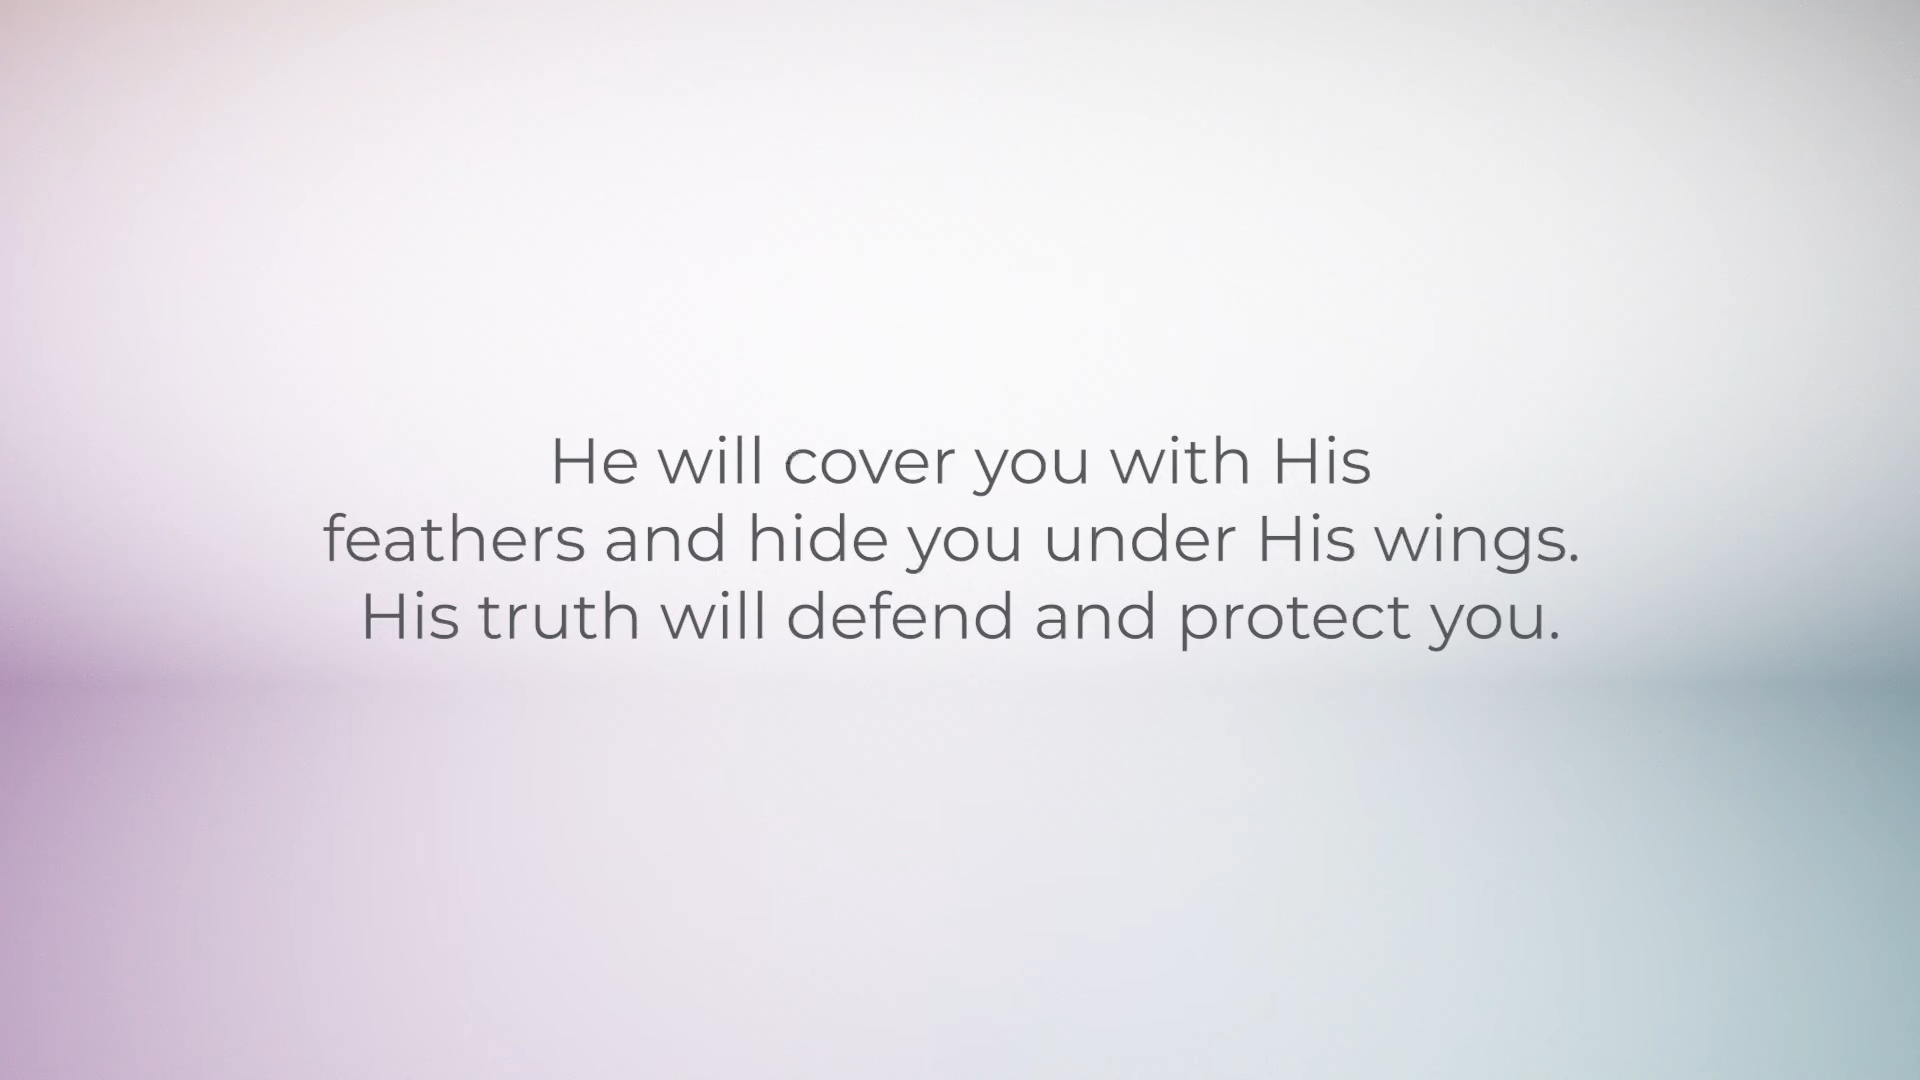 He will cover you with His
feathers and hide you under His wings.
His truth will defend and protect you.